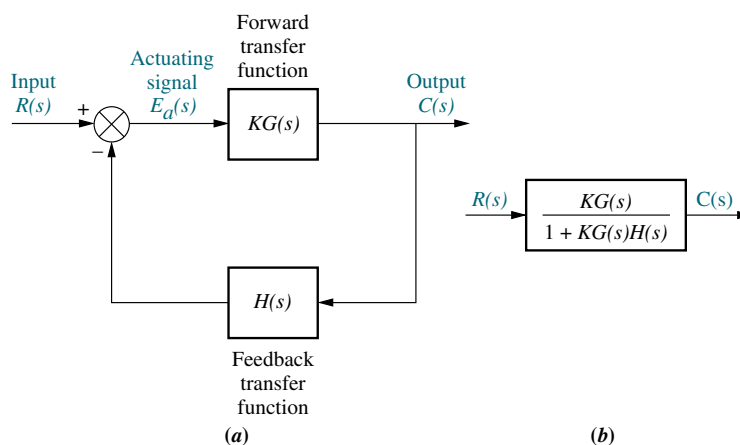 Forward
transfer
function
Input
R(s)
+
−
Actuating
signal
Ea(s)
KG(s)
Output
C(s)
H(s)
Feedback
transfer
function
(a)
R(s)
KG(s)
1 + KG(s)H(s)
C(s)
(b)